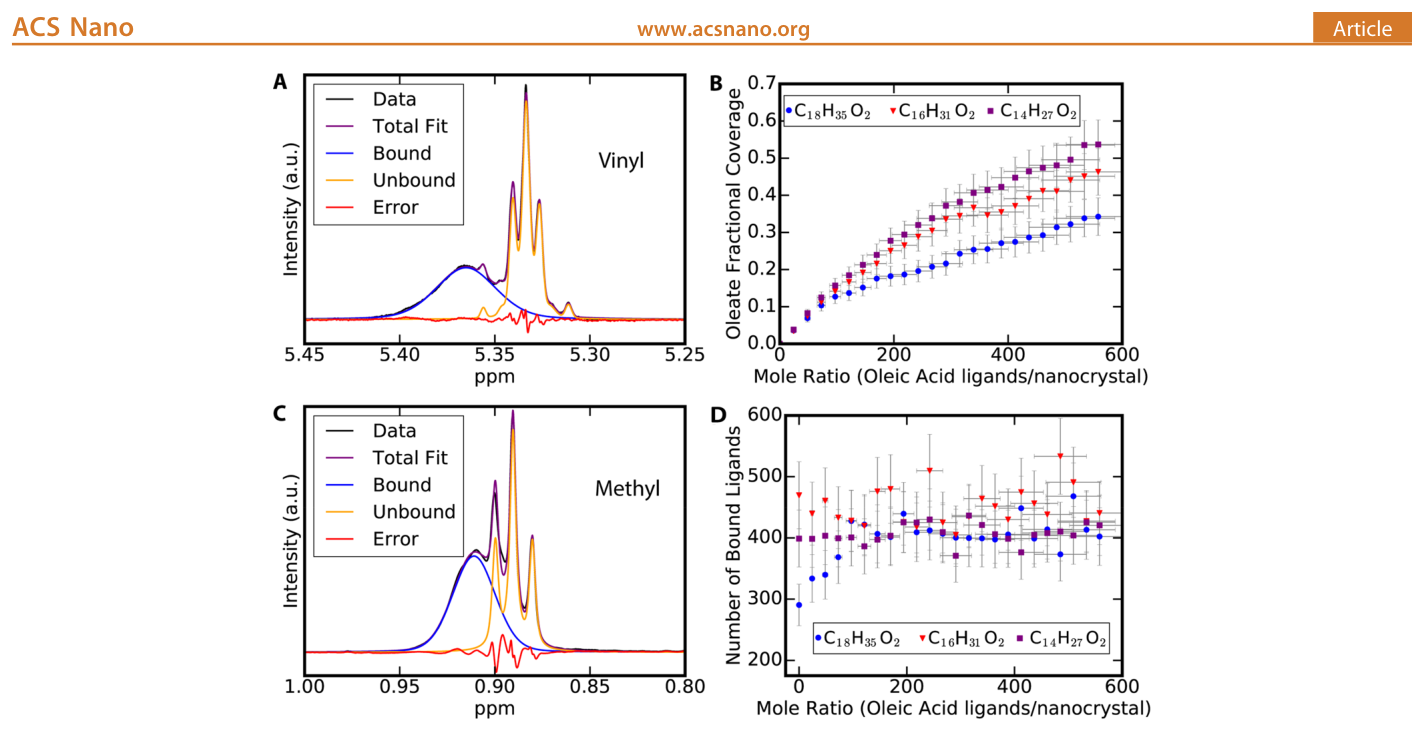 ACS Nano
www.acsnano.org
Article
A
Data
Total Fit
Bound
Unbound
Error
Vinyl
Intensity (a.u.)
5.45 5.40 5.35 5.30 5.25
ppm
B
C₁₈H₃₅O₂ C₁₆H₃₁O₂ C₁₄H₂₇O₂
Oleate Fractional Coverage
0.7
0.6
0.5
0.4
0.3
0.2
0.1
0.0
0 200 400 600
Mole Ratio (Oleic Acid ligands/nanocrystal)
C
Data
Total Fit
Bound
Unbound
Error
Methyl
Intensity (a.u.)
1.00 0.95 0.90 0.85 0.80
ppm
D
Number of Bound Ligands
600
500
400
300
200
C₁₈H₃₅O₂ C₁₆H₃₁O₂ C₁₄H₂₇O₂
0 200 400 600
Mole Ratio (Oleic Acid ligands/nanocrystal)